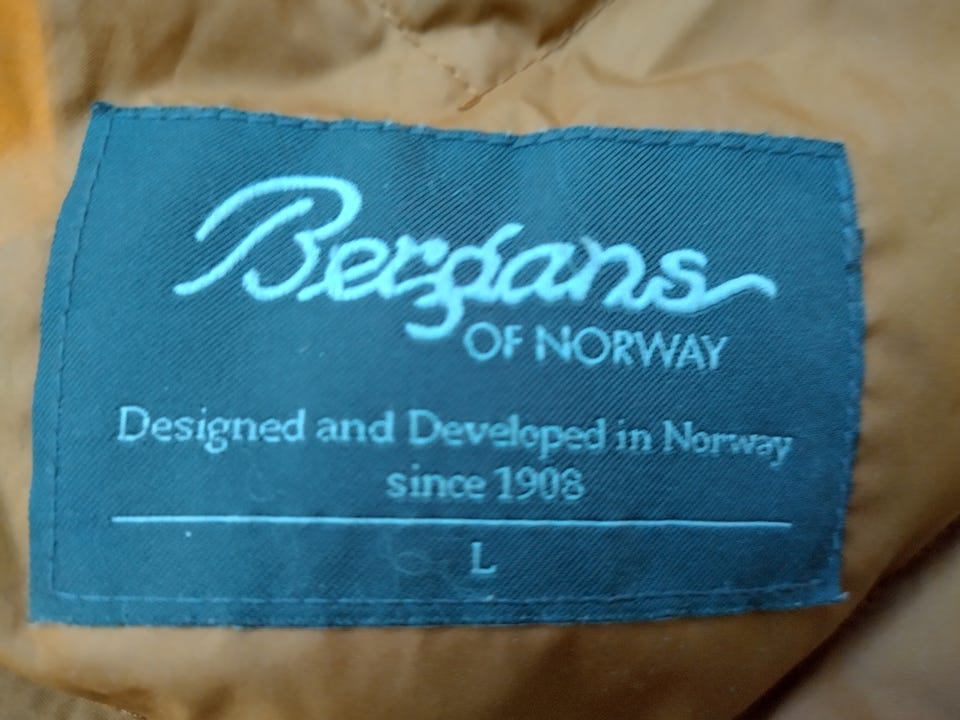 Bergans
OF NORWAY
Designed and Developed in Norway
since 1908
L